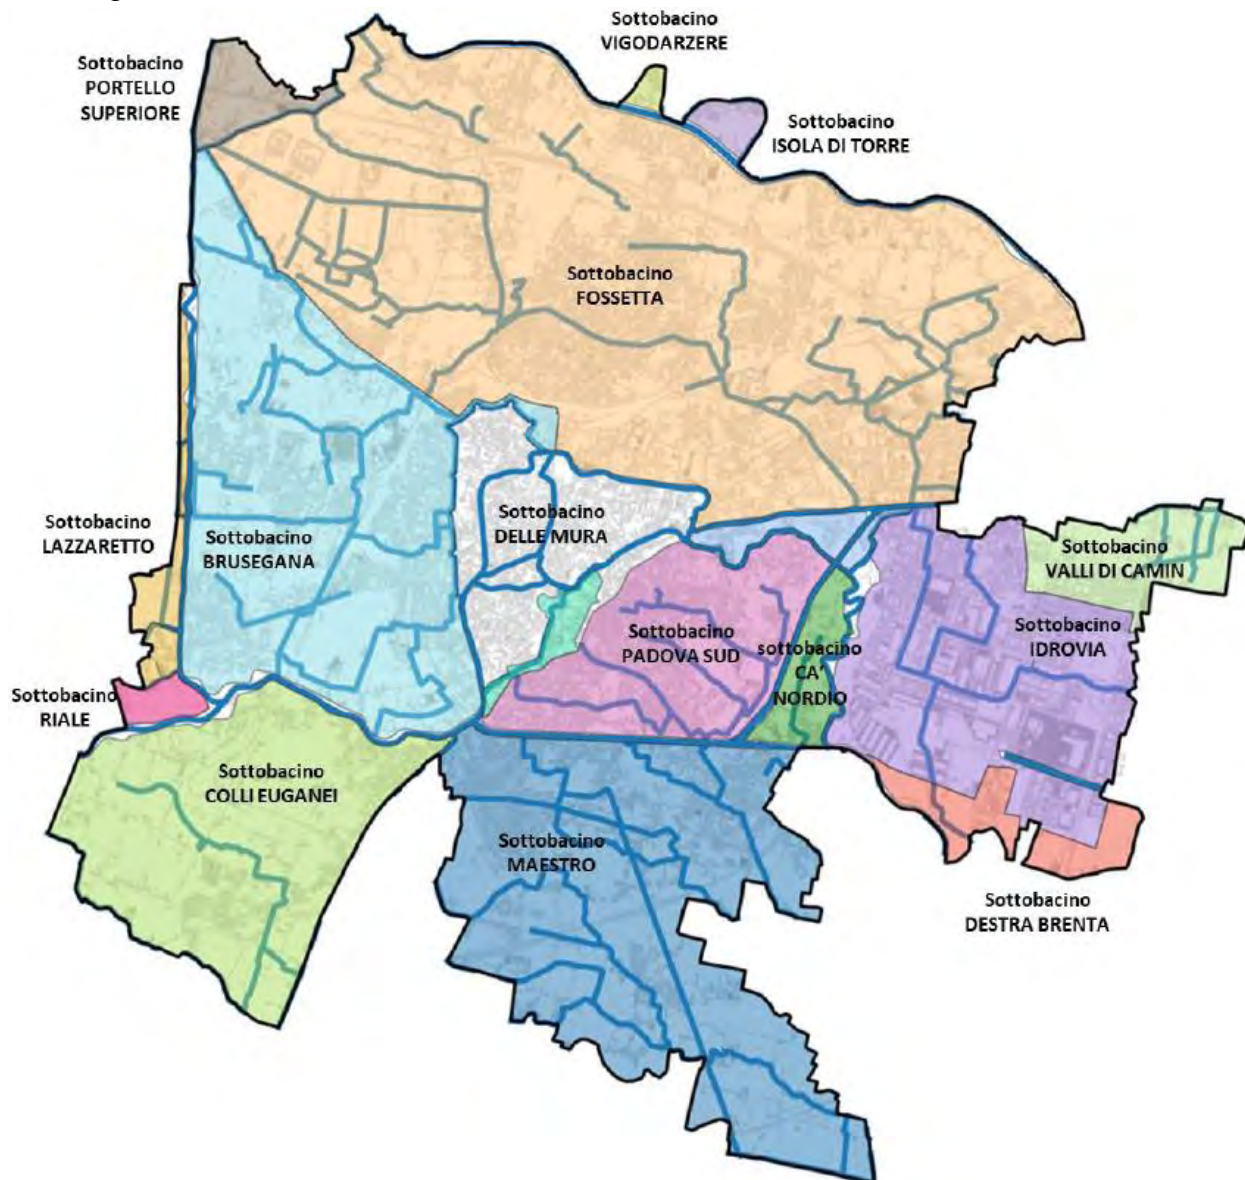 Sottobacino
VIGODARZERE
Sottobacino
PORTELLO
SUPERIORE
Sottobacino
ISOLA DI TORRE
Sottobacino
FOSSETTA
Sottobacino
LAZZARETTO
Sottobacino
BRUSEGANA
Sottobacino
DELLE MURA
Sottobacino
VALLI DI CAMIN
Sottobacino
PADOVA SUD
sottobacino
CA'
NORDIO
Sottobacino
IDROVIA
Sottobacino
RIALE
Sottobacino
COLLI EUGANEI
Sottobacino
MAESTRO
Sottobacino
DESTRA BRENTA